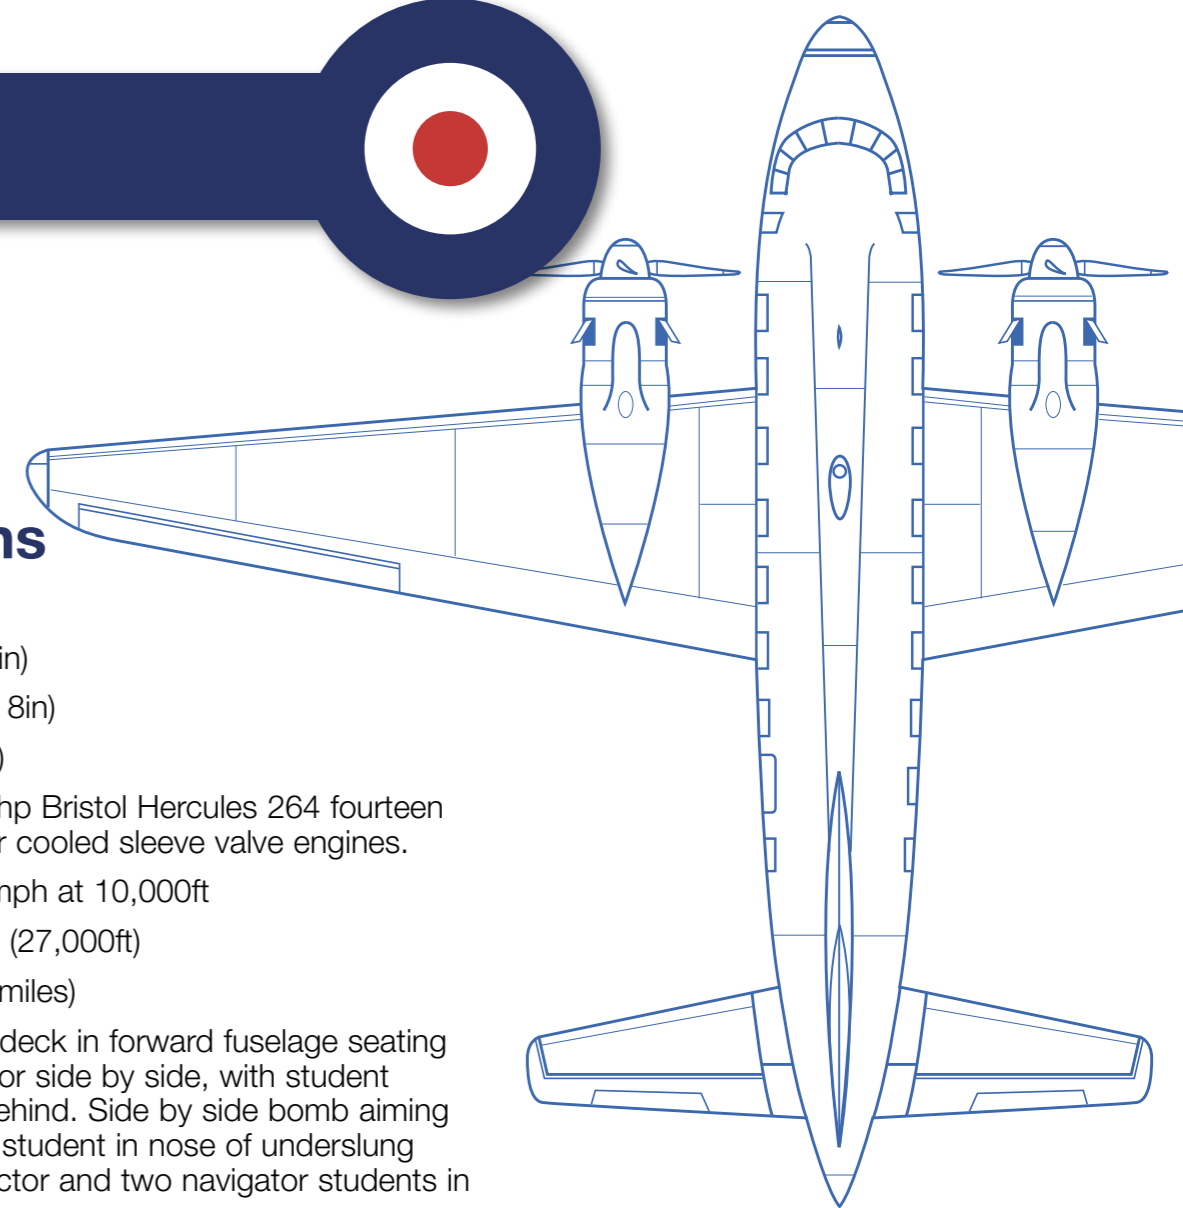 ns
in)
8in)
)
hp Bristol Hercules 264 fourteen
r cooled sleeve valve engines.
mph at 10,000ft
(27,000ft)
miles)
deck in forward fuselage seating
or side by side, with student
ehind. Side by side bomb aiming
student in nose of underslung
ctor and two navigator students in